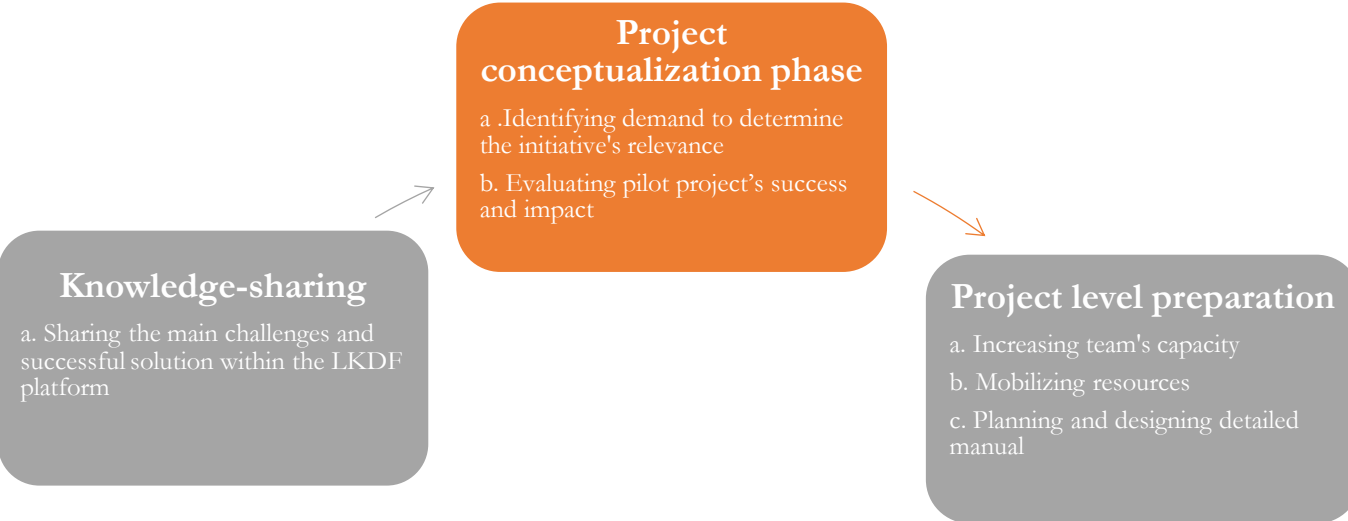 Project
conceptualization phase
a .Identifying demand to determine
the initiative's relevance
b. Evaluating pilot project’s success
and impact
Knowledge-sharing
a. Sharing the main challenges and
successful solution within the LKDF
platform
Project level preparation
a. Increasing team's capacity
b. Mobilizing resources
c. Planning and designing detailed
manual